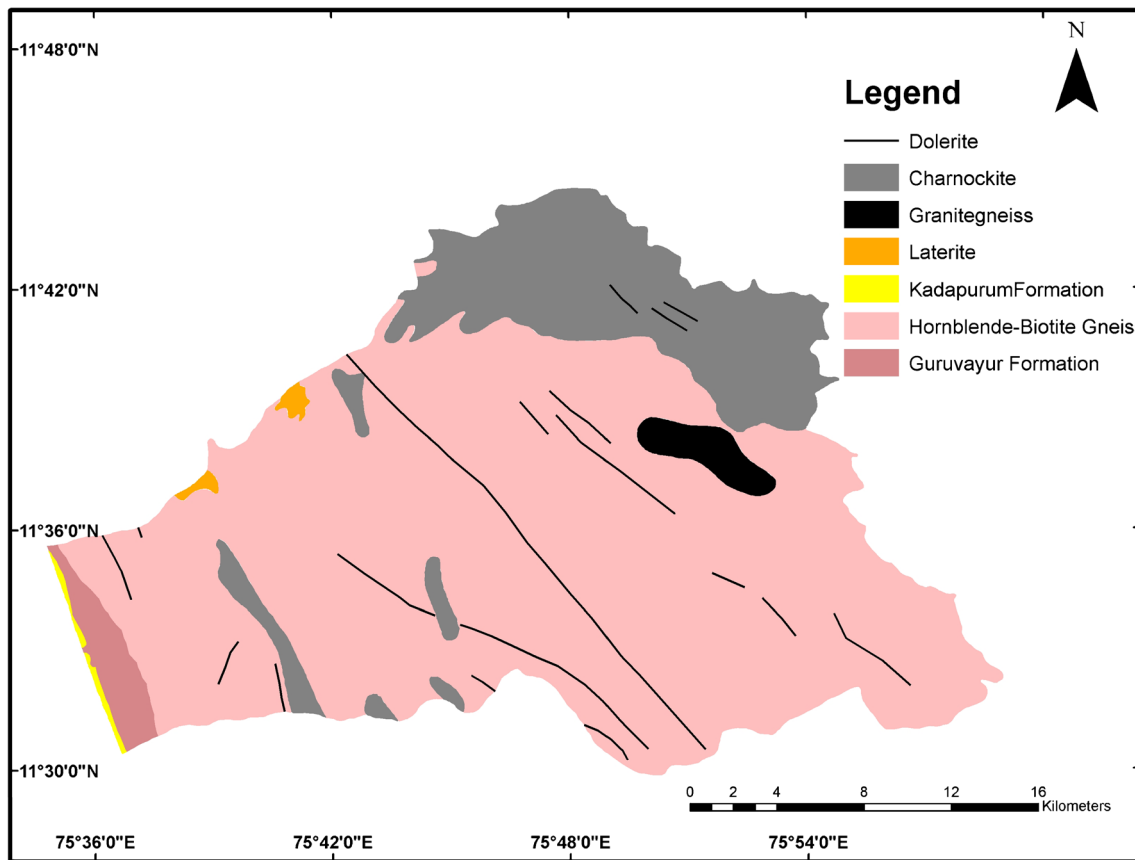 N
11°48'0"N
11°42'0"N
11°36'0"N
11°30'0"N
Legend
Dolerite
Charnockite
Granitegneiss
Laterite
KadapurumFormation
Hornblende-Biotite Gneis
Guruvayur Formation
0 2 4 8 12 16
Kilometers
75°36'0"E 75°42'0"E 75°48'0"E 75°54'0"E